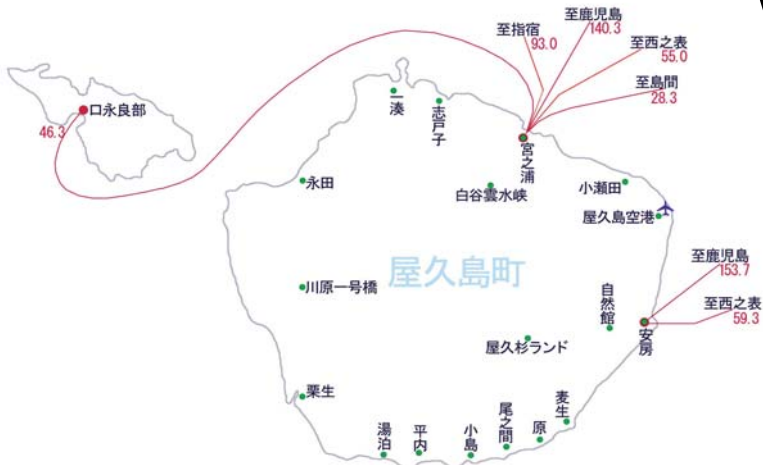 至指宿
93.0
至鹿児島
140.3
至西之表
55.0
至島間
28.3
口永良部
46.3
一湊
志戸子
宮之浦
永田
白谷雲水峡
小瀬田
屋久島空港
屋久島町
川原一号橋
至鹿児島
153.7
至西之表
59.3
自然館
安房
屋久杉ランド
栗生
湯泊
平内
小島
尾之間
原
麦生